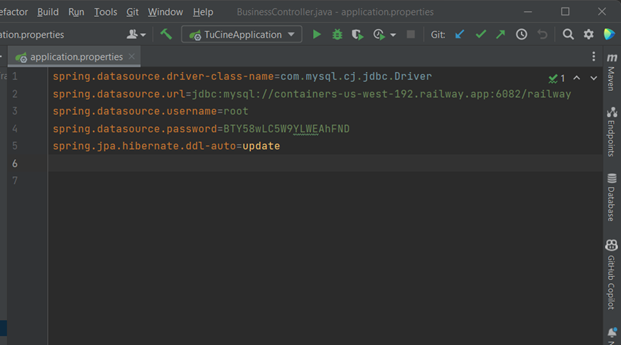 efactor Build Run Tools Git Window Help BusinessController.java - application.properties
ation.properties TuCineApplication Git:
application.properties
1 spring.datasource.driver-class-name=com.mysql.cj.jdbc.Driver 1
2 spring.datasource.url=jdbc:mysql://containers-us-west-192.railway.app:6082/railway
3 spring.datasource.username=root
4 spring.datasource.password=BTY58wLC5W9YLWEAhFND
5 spring.jpa.hibernate.ddl-auto=update
6
7
m
Maven
Endpoints
Database
GitHub Copilot